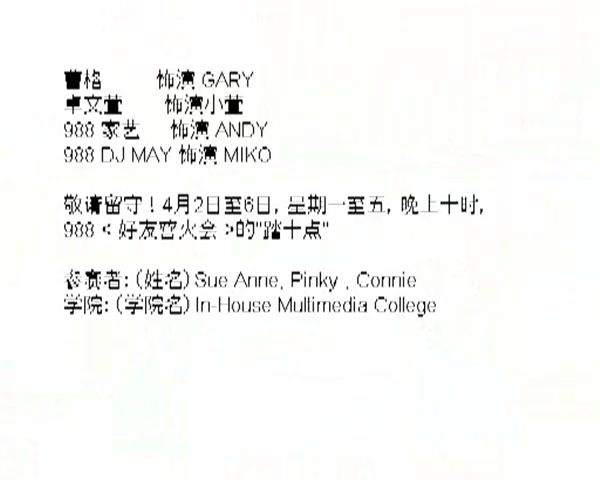 曹格 饰演 GARY
卓文萱 饰演小萱
988 家艺 饰演 ANDY
988 DJ MAY 饰演 MIKO
敬请留守！4月2日至6日，星期一至五，晚上十时，
988 < 好友营火会 >的"踏十点"
参赛者:（姓名）Sue Anne, Pinky , Connie
学院:（学院名）In-House Multimedia College